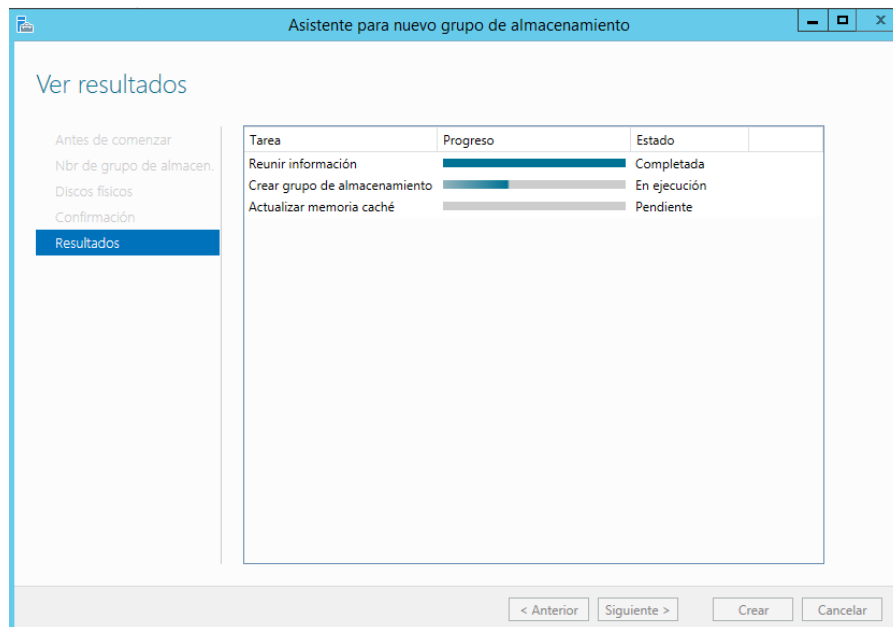 Asistente para nuevo grupo de almacenamiento
Ver resultados
Antes de comenzar
Nbr de grupo de almacen.
Discos físicos
Confirmación
Resultados
Tarea Progreso Estado
Reunir información Completada
Crear grupo de almacenamiento En ejecución
Actualizar memoria caché Pendiente
< Anterior Siguiente > Crear Cancelar